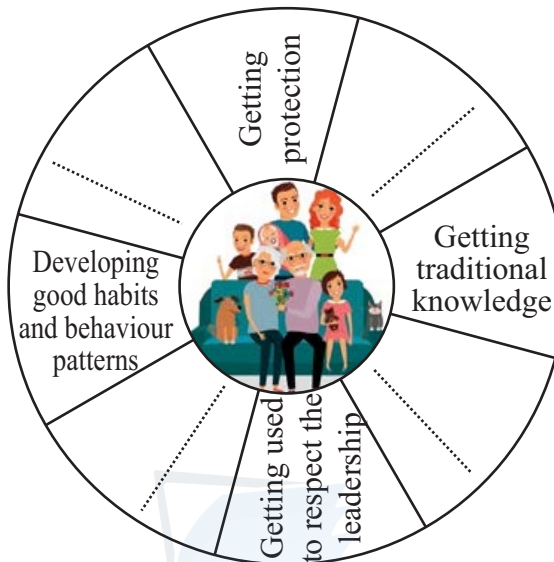 Getting
protection
Getting
traditional
knowledge
Getting used
to respect the
leadership
Developing
good habits
and behaviour
patterns